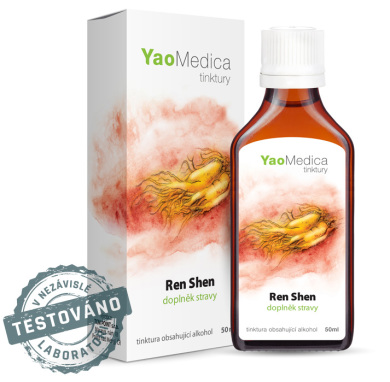 YaoMedica
tinktury
Ren Shen
doplněk stravy
tinktura obsahující alkohol 50ml
YaoMedica
tinktury
Ren Shen
doplněk stravy
tinktura obsahující alkohol 50ml
V NEZÁVISLÉ
TESTOVÁNO
LABORATOŘI